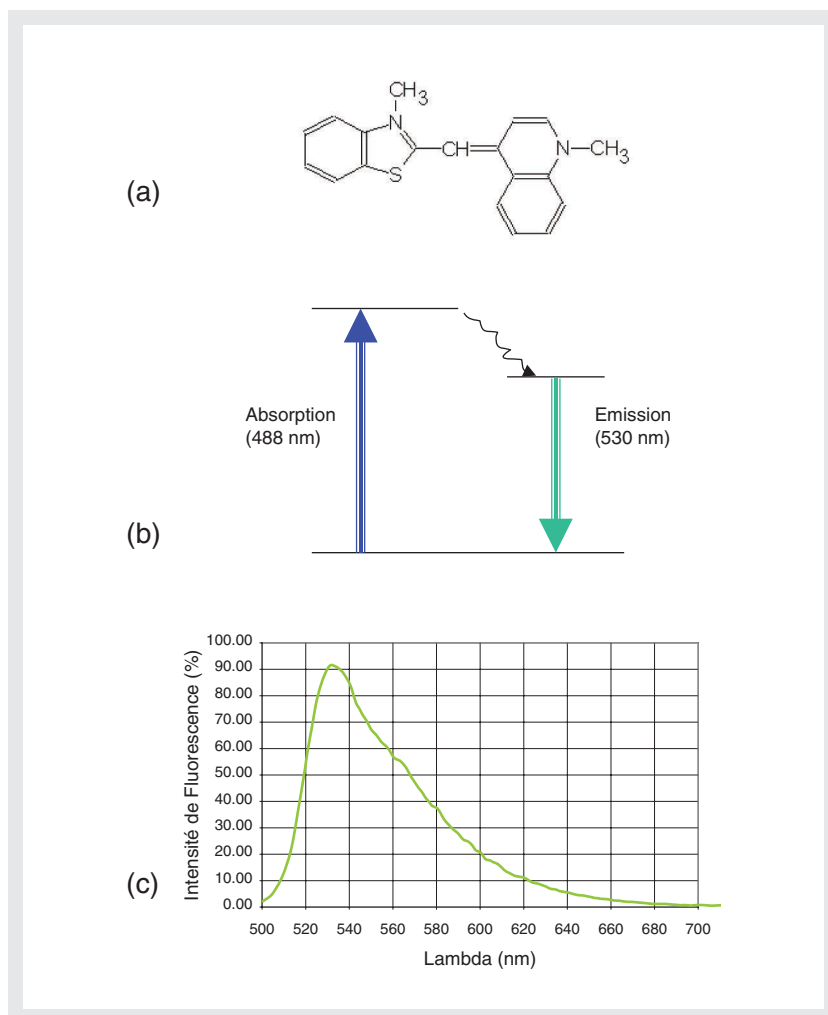 CH3
N
CH
N
CH3
S
(a)
Absorption
(488 nm)
Emission
(530 nm)
(b)
100.00
90.00
80.00
70.00
60.00
50.00
40.00
30.00
20.00
10.00
0.00
Intensité de Fluorescence (%)
(c)
500 520 540 560 580 600 620 640 660 680 700
Lambda (nm)